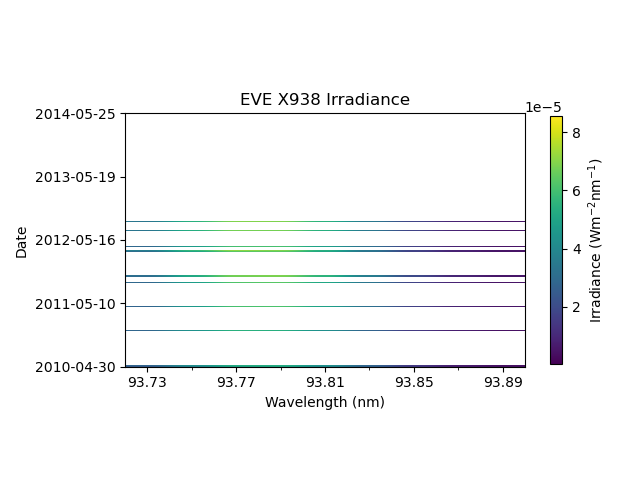 EVE X938 Irradiance
1e−5
2014-05-25
2013-05-19
2012-05-16
2011-05-10
2010-04-30
Date
93.73 93.77 93.81 93.85 93.89
Wavelength (nm)
8
6
4
2
Irradiance (Wm⁻²nm⁻¹)